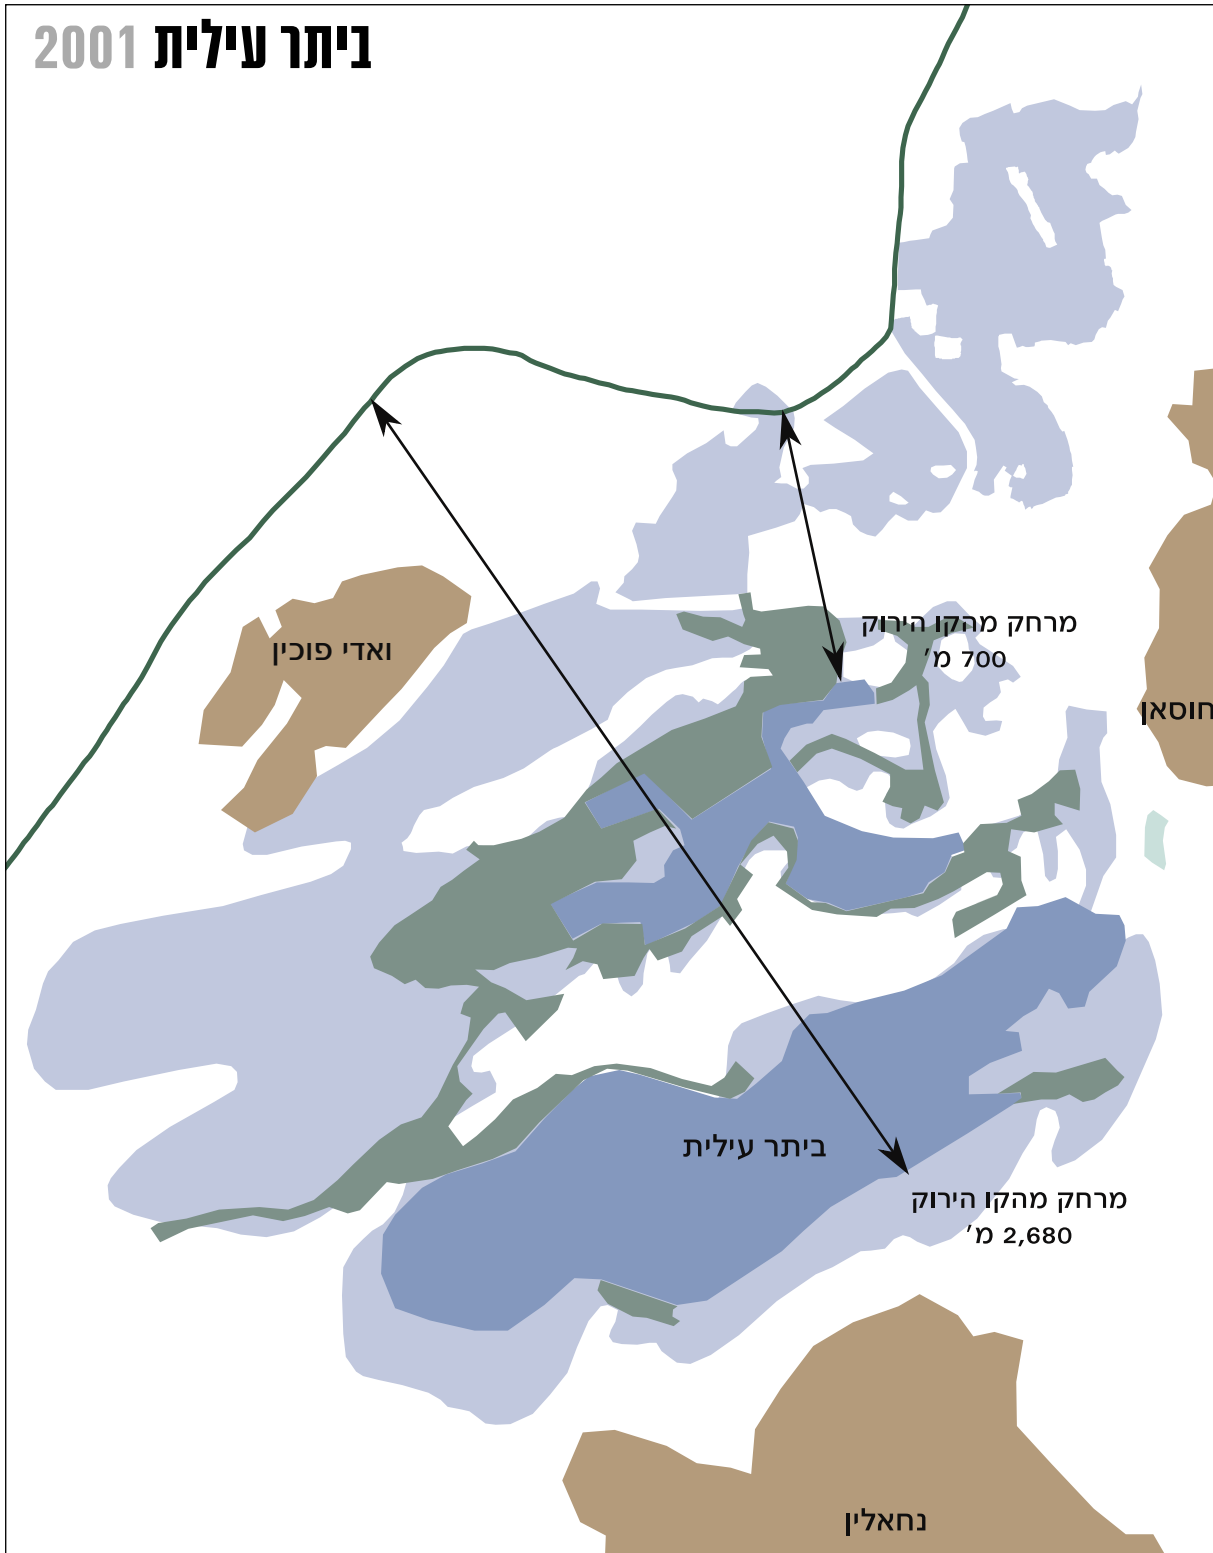 ביתר עילית 2001
מרחק מהקו הירוק
700 מ'
ואדי פוכין
חוסאן
ביתר עילית
מרחק מהקו הירוק
2,680 מ'
נחאלין